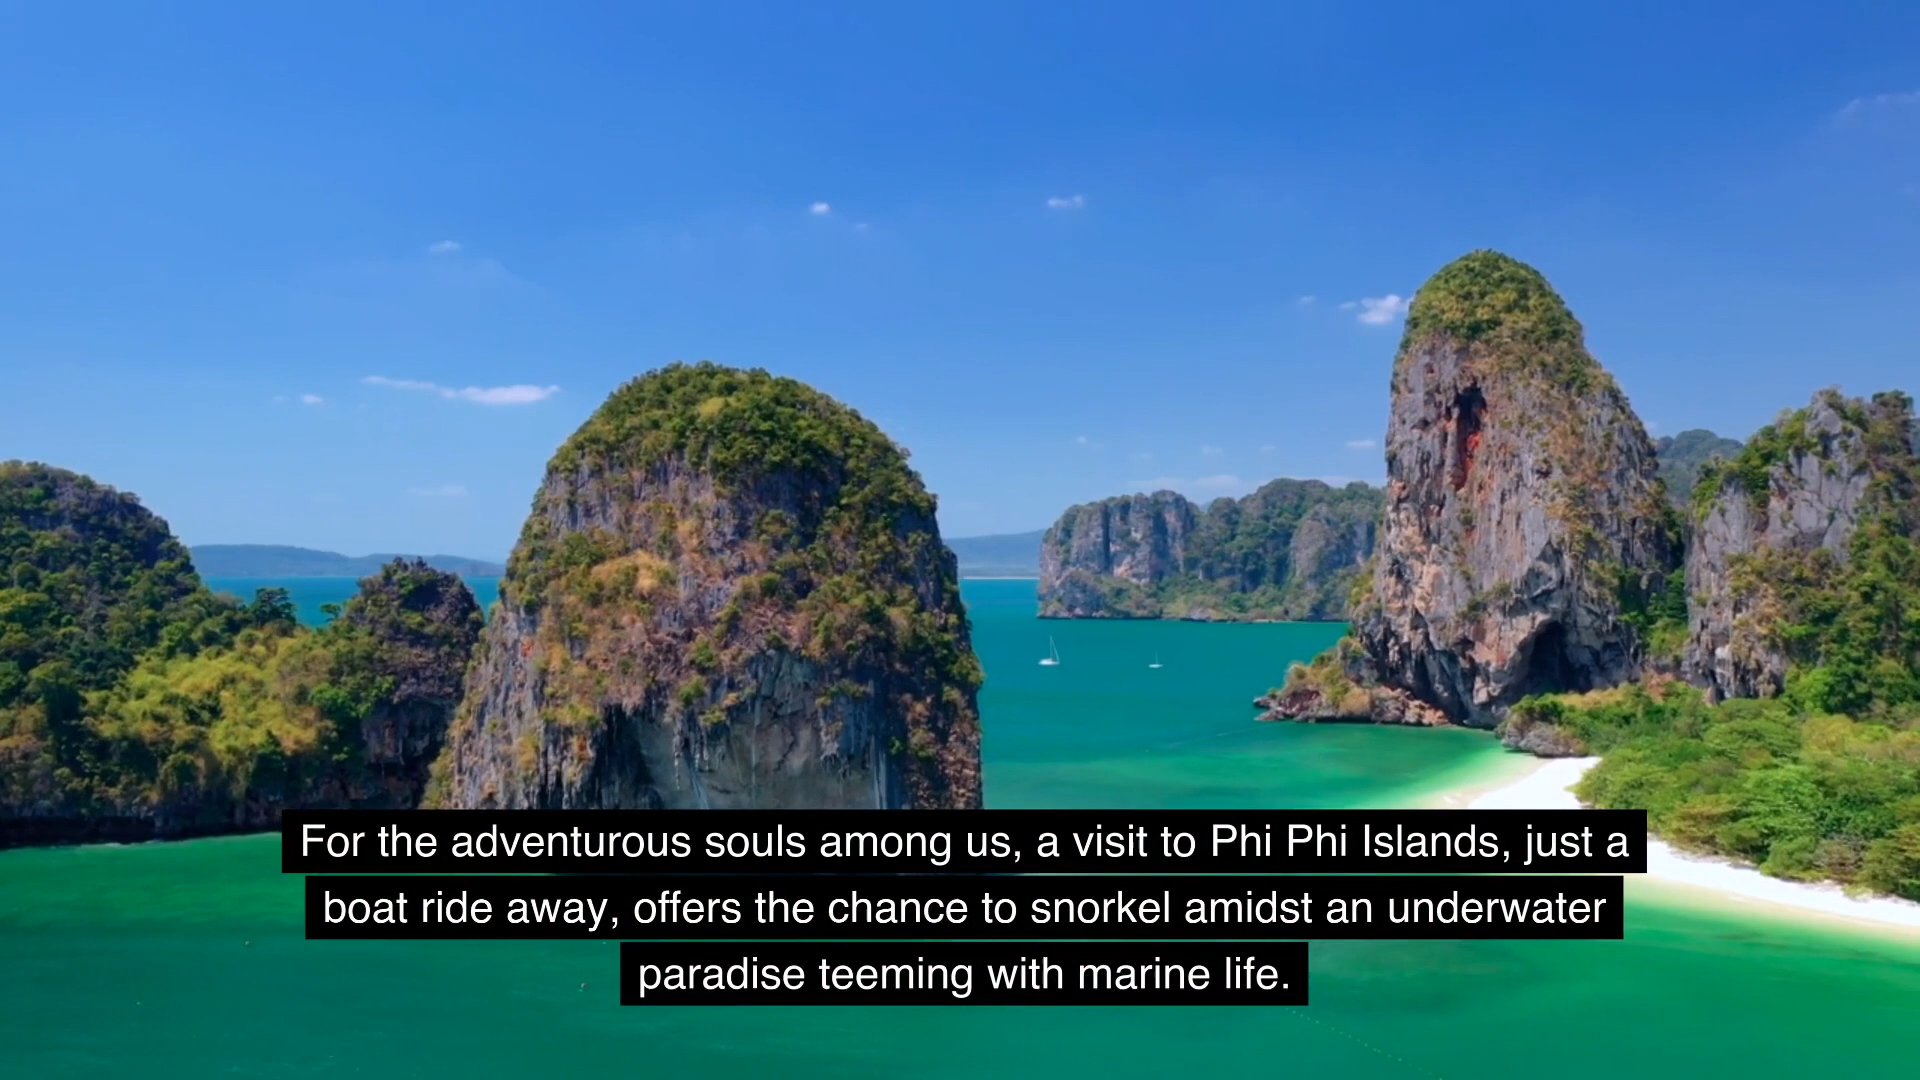 For the adventurous souls among us, a visit to Phi Phi Islands, just a
boat ride away, offers the chance to snorkel amidst an underwater
paradise teeming with marine life.